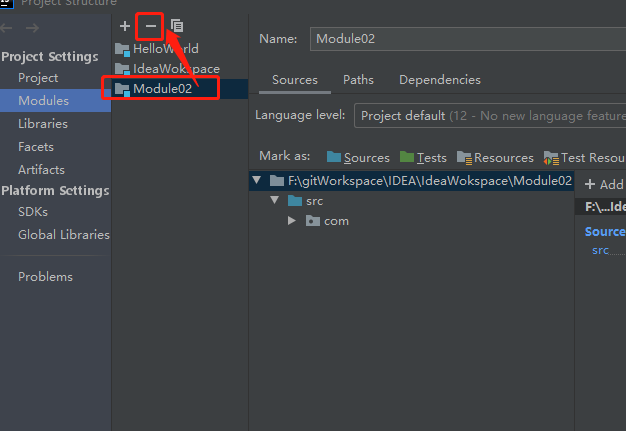 Project Structure
Project Settings
Project
Modules
Libraries
Facets
Artifacts
Platform Settings
SDKs
Global Libraries
Problems
HelloWorld
IdeaWokspace
Module02
Name: Module02
Sources Paths Dependencies
Language level: Project default (12 - No new language feature
Mark as: Sources Tests Resources Test Resou
F:\gitWorkspace\IDEA\IdeaWokspace\Module02
src
com
+ Add
F:\...Ide
Source
src